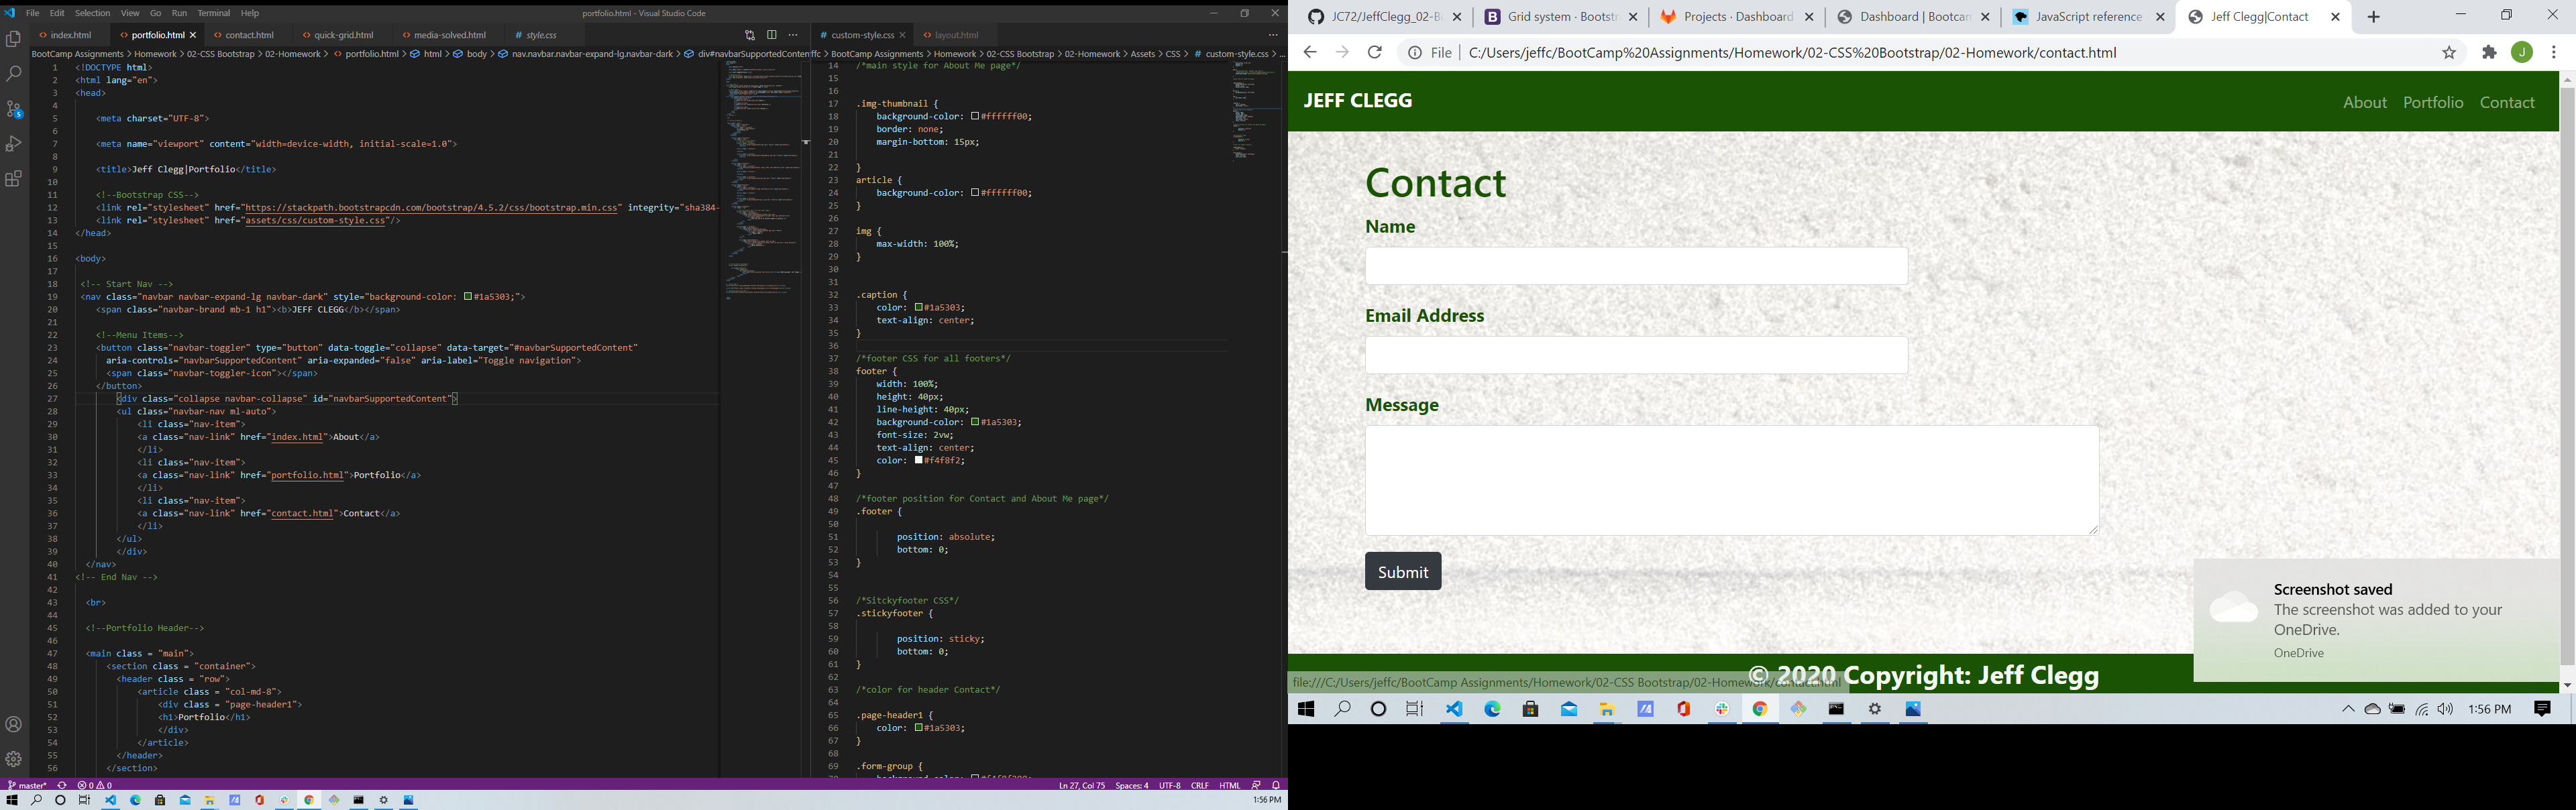 File Edit Selection View Go Run Terminal Help
portfolio.html - Visual Studio Code
index.html portfolio.html contact.html quick-grid.html media-solved.html style.css
BootCamp Assignments > Homework > 02-CSS Bootstrap > 02-Homework > portfolio.html > html > body > nav.navbar.navbar-expand-lg.navbar-dark >
1 <!DOCTYPE html>
2 <html lang="en">
3 <head>
4
5 <meta charset="UTF-8">
6
7 <meta name="viewport" content="width=device-width, initial-scale=1.0">
8
9 <title>Jeff Clegg|Portfolio</title>
10
11 <!--Bootstrap CSS-->
12 <link rel="stylesheet" href="https://stackpath.bootstrapcdn.com/bootstrap/4.5.2/css/bootstrap.min.css" integrity="sha384-
13 <link rel="stylesheet" href="assets/css/custom-style.css"/>
14 </head>
15
16 <body>
17
18 <!-- Start Nav -->
19 <nav class="navbar navbar-expand-lg navbar-dark" style="background-color: #1a5303;">
20 <span class="navbar-brand mb-1 h1"><b>JEFF CLEGG</b></span>
21
22 <!--Menu Items-->
23 <button class="navbar-toggler" type="button" data-toggle="collapse" data-target="#navbarSupportedContent"
24 aria-controls="navbarSupportedContent" aria-expanded="false" aria-label="Toggle navigation">
25 <span class="navbar-toggler-icon"></span>
26 </button>
27 <div class="collapse navbar-collapse" id="navbarSupportedContent">
28 <ul class="navbar-nav ml-auto">
29 <li class="nav-item">
30 <a class="nav-link" href="index.html">About</a>
31 </li>
32 <li class="nav-item">
33 <a class="nav-link" href="portfolio.html">Portfolio</a>
34 </li>
35 <li class="nav-item">
36 <a class="nav-link" href="contact.html">Contact</a>
37 </li>
38 </ul>
39 </div>
40 </nav>
41 <!-- End Nav -->
42
43 <br>
44
45 <!--Portfolio Header-->
46
47 <main class = "main">
48 <section class = "container">
49 <header class = "row">
50 <article class = "col-md-8">
51 <div class = "page-header1">
52 <h1>Portfolio</h1>
53 </div>
54 </article>
55 </header>
56 </section>
custom-style.css layout.html
BootCamp Assignments > Homework > 02-CSS Bootstrap > 02-Homework > Assets > CSS > custom-style.css > ...
14 /*main style for About Me page*/
15
16
17 .img-thumbnail {
18 background-color: #ffffff00;
19 border: none;
20 margin-bottom: 15px;
21
22 }
23 article {
24 background-color: #ffffff00;
25 }
26
27 img {
28 max-width: 100%;
29 }
30
31
32 .caption {
33 color: #1a5303;
34 text-align: center;
35 }
36
37 /*footer CSS for all footers*/
38 footer {
39 width: 100%;
40 height: 40px;
41 line-height: 40px;
42 background-color: #1a5303;
43 font-size: 2vw;
44 text-align: center;
45 color: #f4f8f2;
46 }
47
48 /*footer position for Contact and About Me page*/
49 .footer {
50
51 position: absolute;
52 bottom: 0;
53 }
54
55
56 /*Sitckyfooter CSS*/
57 .stickyfooter {
58
59 position: sticky;
60 bottom: 0;
61 }
62
63 /*color for header Contact*/
64
65 .page-header1 {
66 color: #1a5303;
67 }
68
69 .form-group {
master* 0 0
Ln 27, Col 75 Spaces: 4 UTF-8 CRLF HTML
1:56 PM
JC72/JeffClegg_02-B Grid system · Bootstr Projects · Dashboard Dashboard | Bootcam JavaScript reference Jeff Clegg|Contact
File | C:/Users/jeffc/BootCamp%20Assignments/Homework/02-CSS%20Bootstrap/02-Homework/contact.html
J
JEFF CLEGG
About Portfolio Contact
Contact
Name
Email Address
Message
Submit
Screenshot saved
The screenshot was added to your
OneDrive.
OneDrive
© 2020 Copyright: Jeff Clegg
file:///C:/Users/jeffc/BootCamp Assignments/Homework/02-CSS Bootstrap/02-Homework/contact.html
1:56 PM